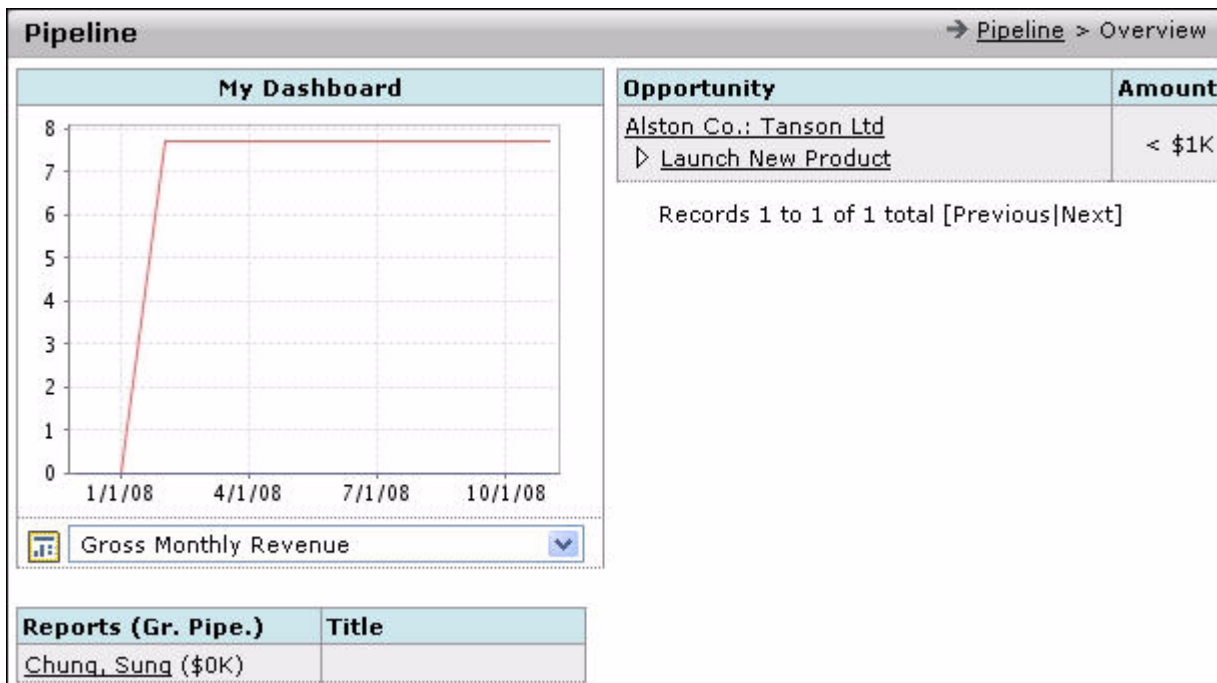 Pipeline
Pipeline > Overview
My Dashboard
8
7
6
5
4
3
2
1
0
1/1/08 4/1/08 7/1/08 10/1/08
Gross Monthly Revenue
Opportunity Amount
Alston Co.: Tanson Ltd
Launch New Product
< $1K
Records 1 to 1 of 1 total [Previous|Next]
Reports (Gr. Pipe.) Title
Chung, Sung ($0K)